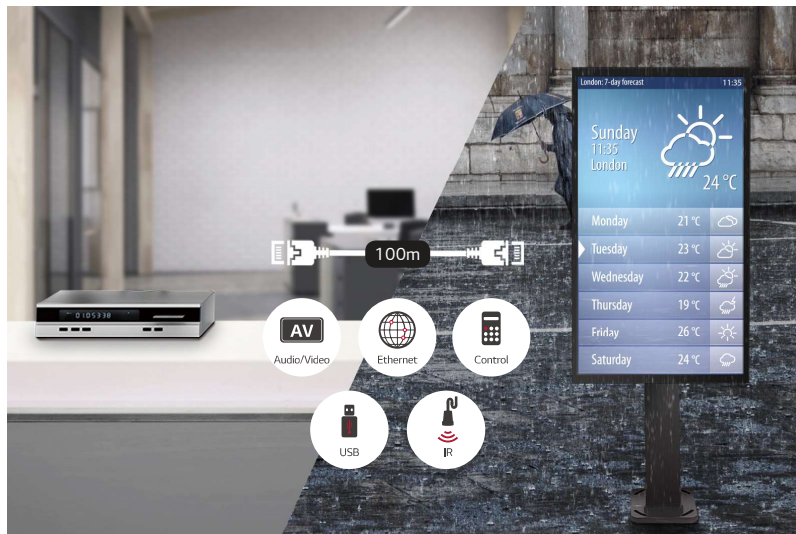 London: 7-day forecast 11:35
Sunday
11:35
London
24 °C
Monday 21 °C
Tuesday 23 °C
Wednesday 22 °C
Thursday 19 °C
Friday 26 °C
Saturday 24 °C
100m
0105338
AV
Audio/Video
Ethernet
Control
USB
IR